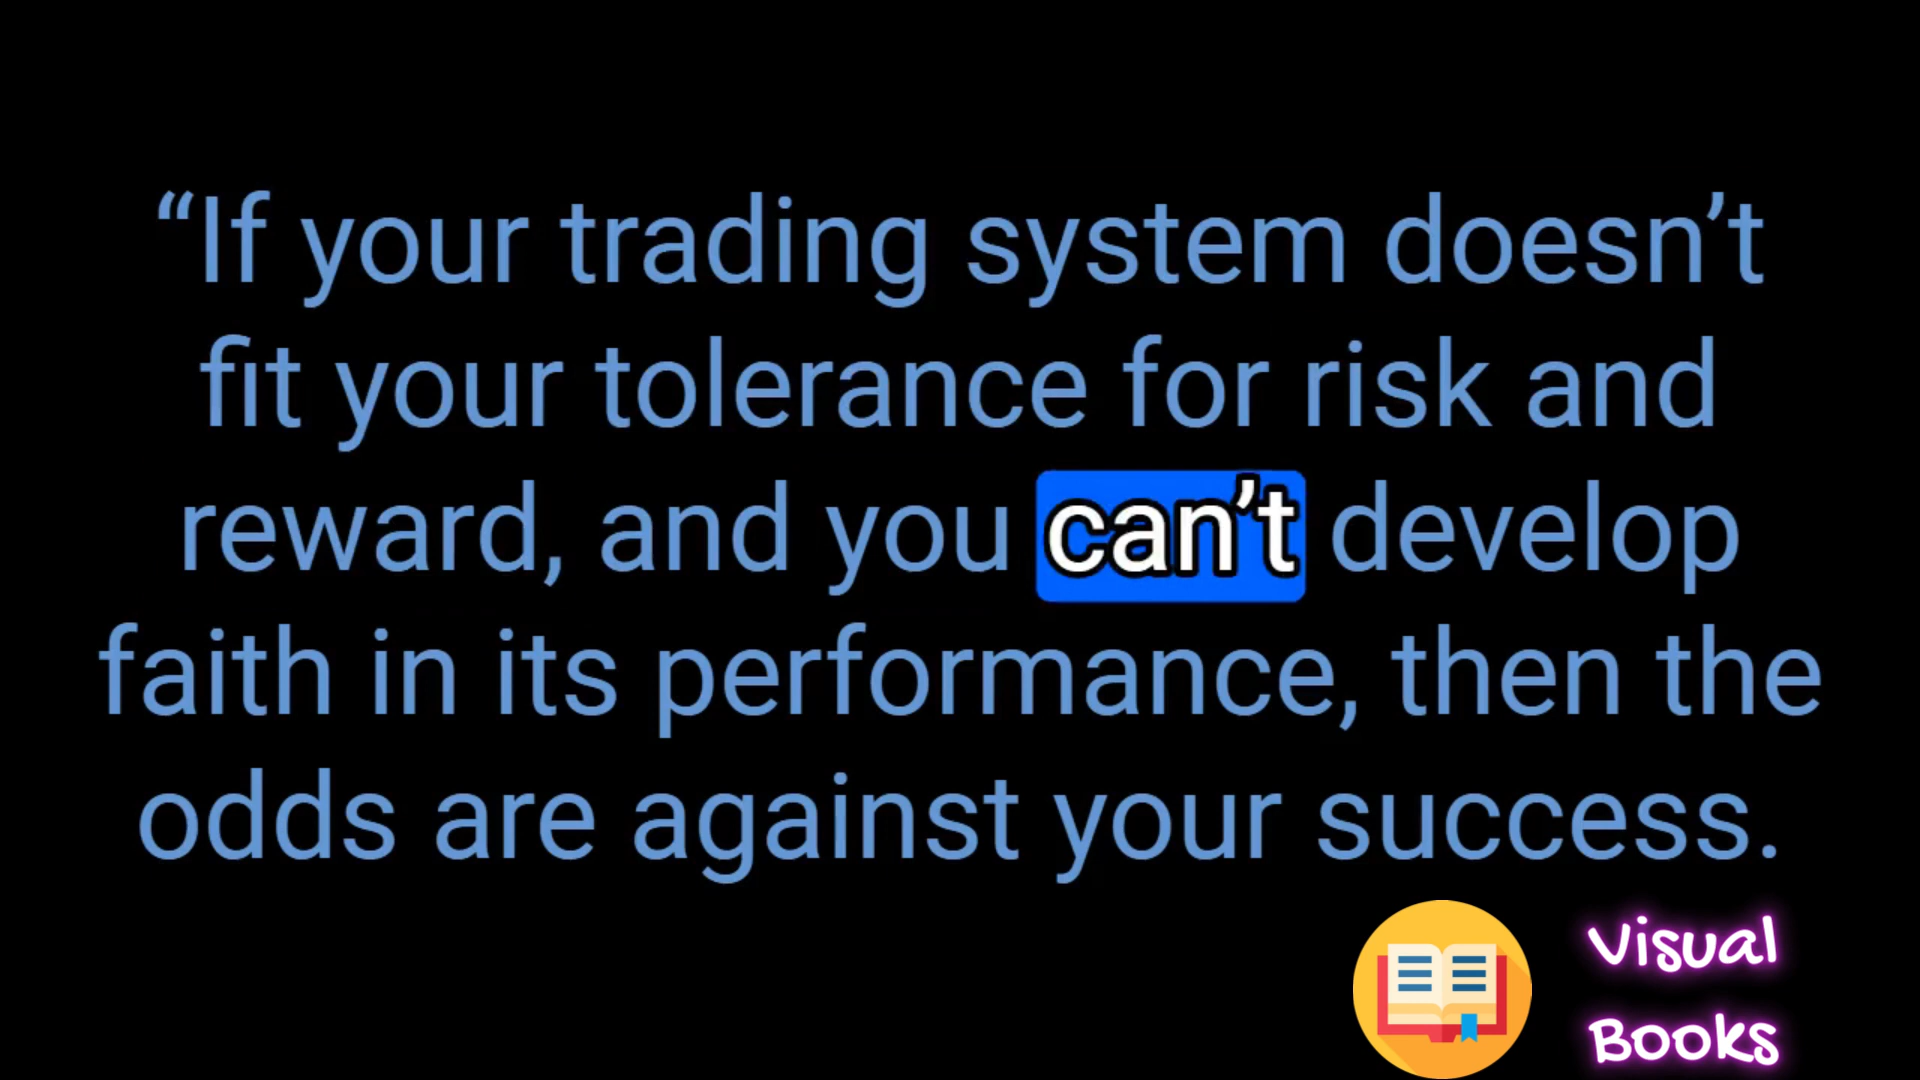 “If your trading system doesn’t
fit your tolerance for risk and
reward, and you can’t develop
faith in its performance, then the
odds are against your success.
Visual
Books